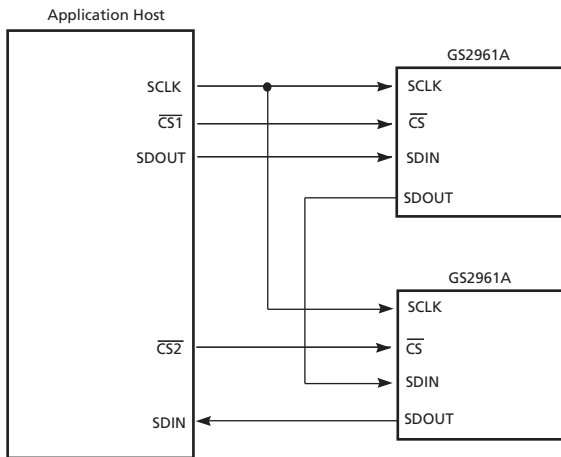 Application Host
SCLK
CS1
SDOUT
CS2
SDIN
GS2961A
SCLK
CS
SDIN
SDOUT
GS2961A
SCLK
CS
SDIN
SDOUT